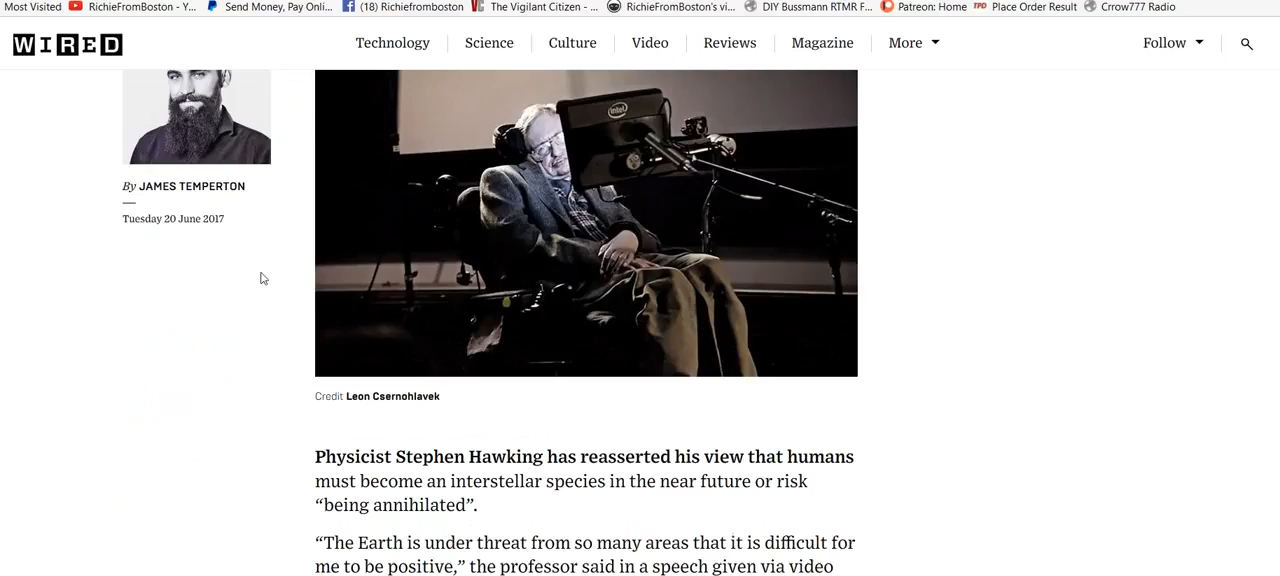 Most Visited RichieFromBoston - Y... Send Money, Pay Onli... (18) Richiefromboston The Vigilant Citizen - ... RichieFromBoston's vi... DIY Bussmann RTMR F... Patreon: Home TPD Place Order Result Crrow777 Radio
WIRED Technology Science Culture Video Reviews Magazine More Follow
intel
By JAMES TEMPERTON
Tuesday 20 June 2017
Credit Leon Csernohlavek
Physicist Stephen Hawking has reasserted his view that humans
must become an interstellar species in the near future or risk
“being annihilated”.
“The Earth is under threat from so many areas that it is difficult for
me to be positive,” the professor said in a speech given via video